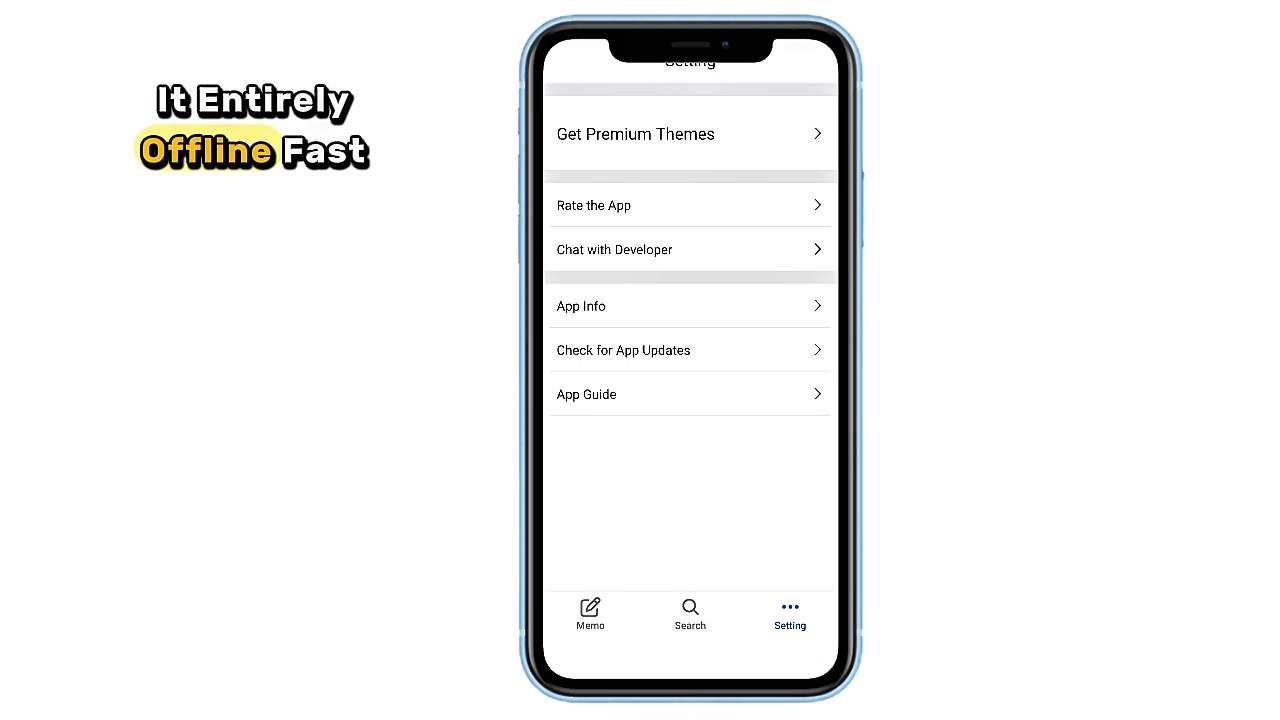 It Entirely
Offline Fast
Setting
Get Premium Themes
Rate the App
Chat with Developer
App Info
Check for App Updates
App Guide
Memo
Search
Setting